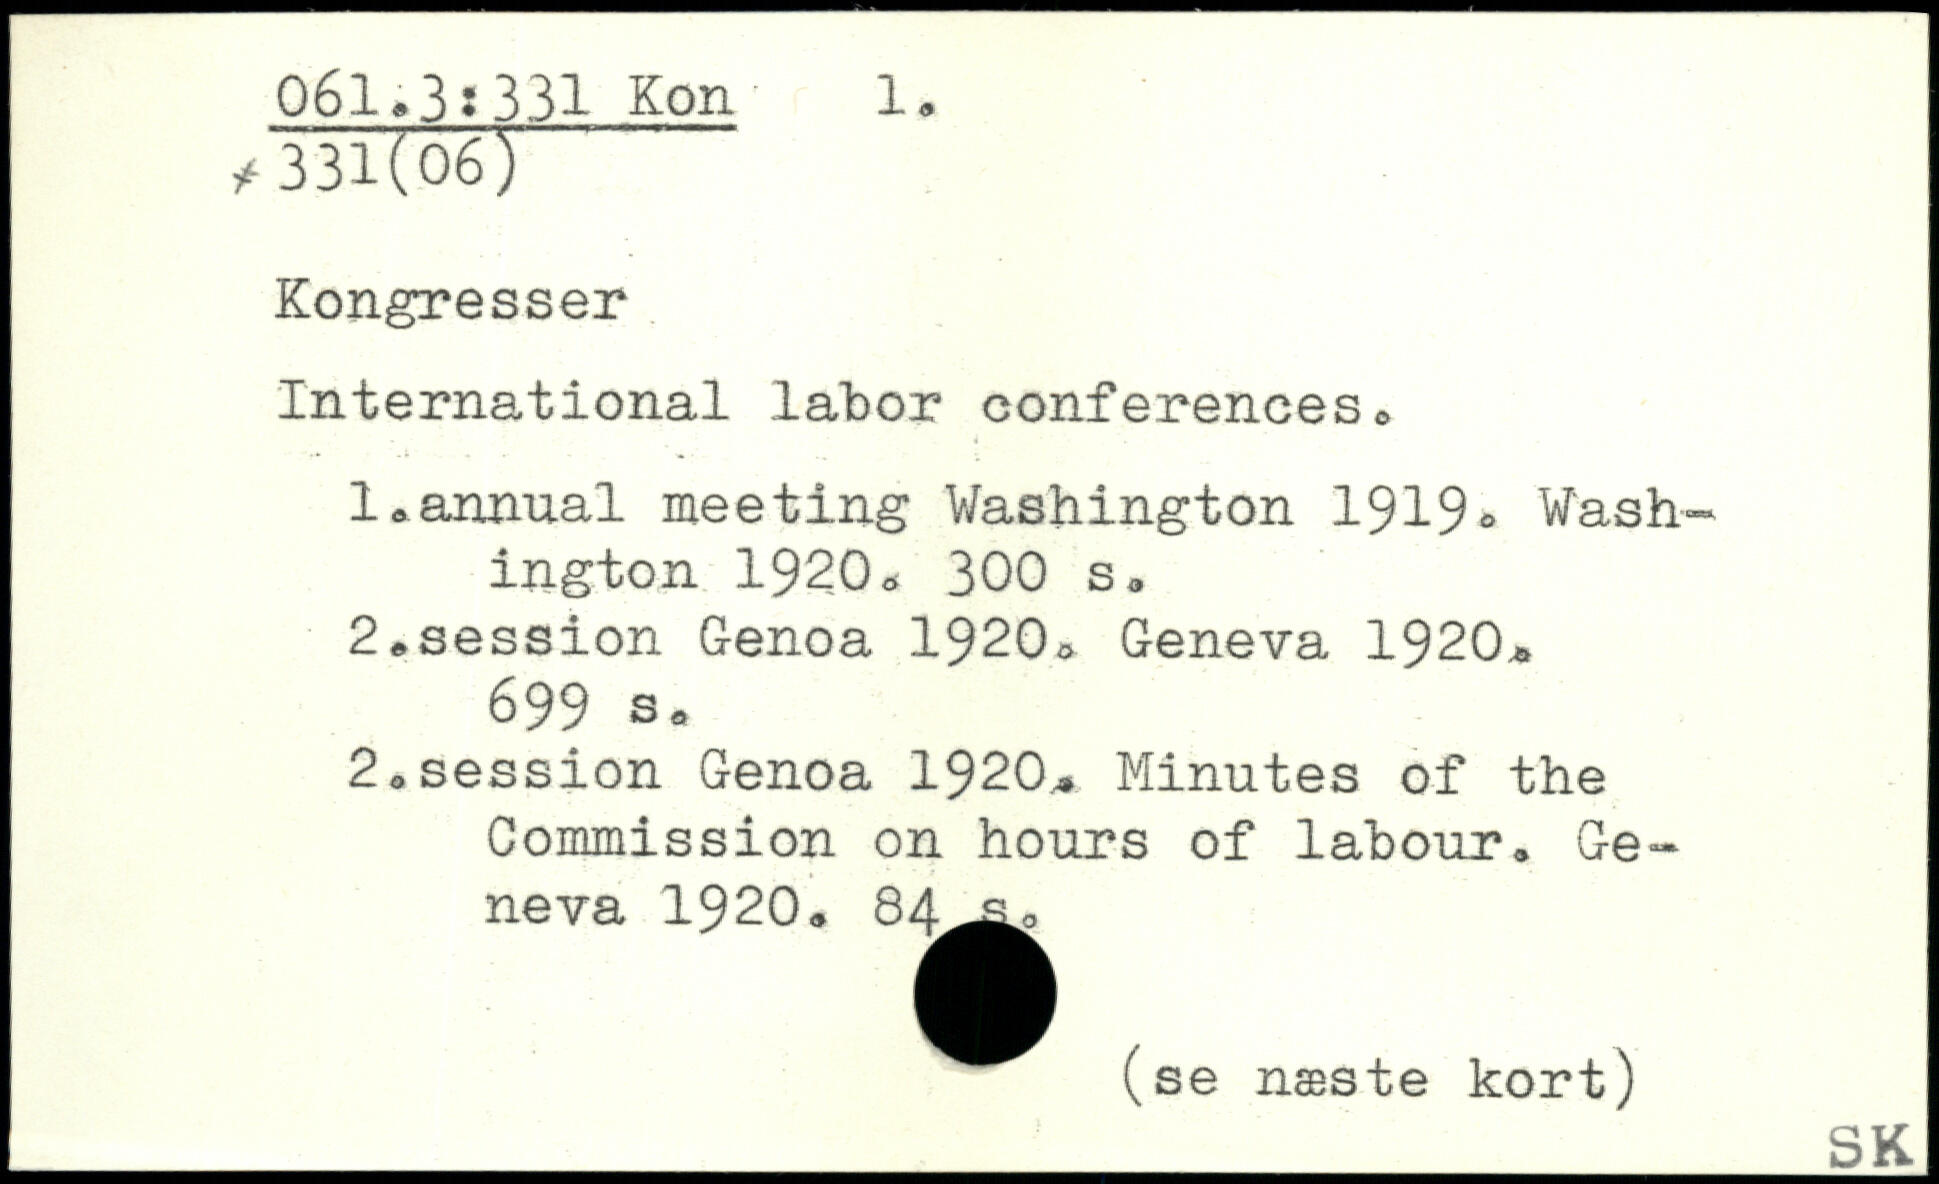 061.3:331 Kon 1.
* 331(06)
Kongresser
International labor conferences.
1.annual meeting Washington 1919. Wash-
ington 1920. 300 s.
2.session Genoa 1920. Geneva 1920.
699 s.
2.session Genoa 1920. Minutes of the
Commission on hours of labour. Ge-
neva 1920. 84 s.
(se næste kort)
SK